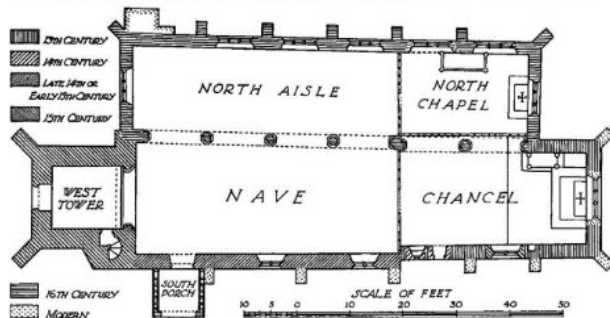 13TH CENTURY
14TH CENTURY
LATE 14TH OR
EARLY 15TH CENTURY
15TH CENTURY
NORTH AISLE
NORTH
CHAPEL
WEST
TOWER
NAVE
CHANCEL
SOUTH
PORCH
16TH CENTURY
MODERN
SCALE OF FEET
10 5 0 10 20 30 40 50